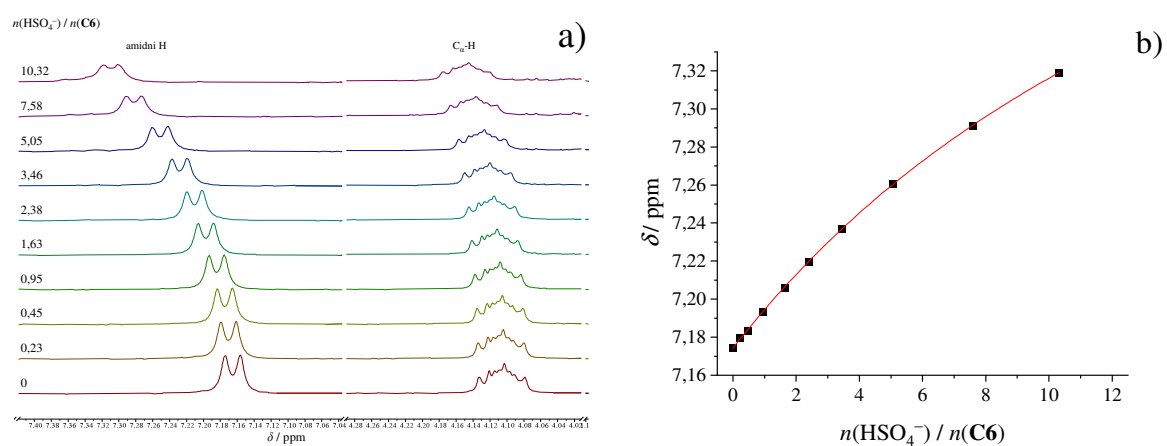 n(HSO₄⁻) / n(C6)
a)
amidni H
Cα-H
10,32
7,58
5,05
3,46
2,38
1,63
0,95
0,45
0,23
0
7.40 7.38 7.36 7.34 7.32 7.30 7.28 7.26 7.24 7.22 7.20 7.18 7.16 7.14 7.12 7.10 7.08 7.06 7.04
4.28 4.26 4.24 4.22 4.20 4.18 4.16 4.14 4.12 4.10 4.08 4.06 4.04 4.02
δ / ppm
b)
7,32
7,30
7,28
7,26
7,24
7,22
7,20
7,18
7,16
δ / ppm
0 2 4 6 8 10 12
n(HSO₄⁻) / n(C6)